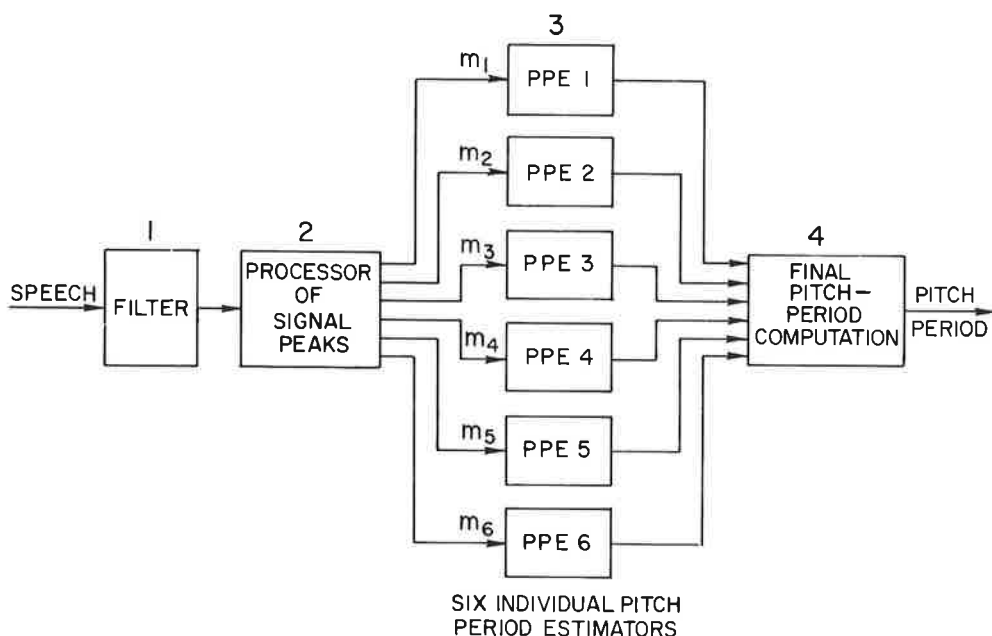 3
m1
PPE 1
m2
PPE 2
1
2
m3
PPE 3
4
SPEECH
FILTER
PROCESSOR
OF
SIGNAL
PEAKS
FINAL
PITCH-
PERIOD
COMPUTATION
PITCH
PERIOD
m4
PPE 4
m5
PPE 5
m6
PPE 6
SIX INDIVIDUAL PITCH
PERIOD ESTIMATORS